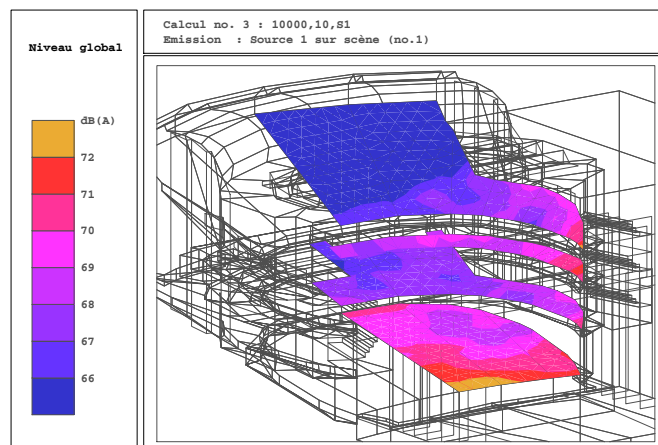 Niveau global
dB(A)
72
71
70
69
68
67
66
Calcul no. 3 : 10000,10,S1
Emission : Source 1 sur scène (no.1)